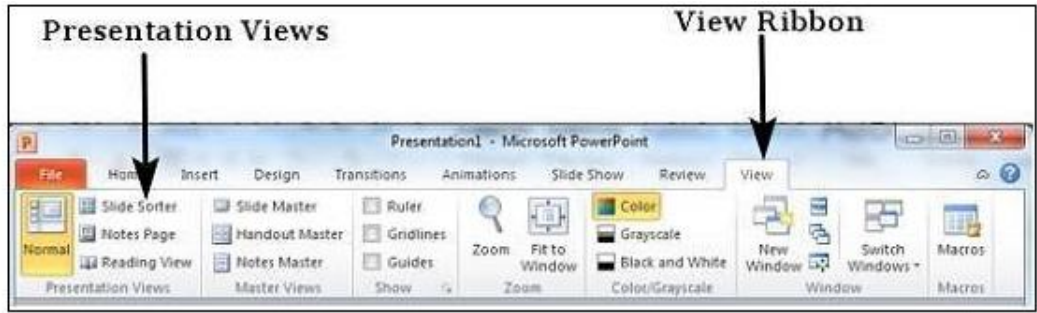 Presentation Views
View Ribbon
P
Presentation1 - Microsoft PowerPoint
File Home Insert Design Transitions Animations Slide Show Review View
Normal
Slide Sorter
Notes Page
Reading View
Presentation Views
Slide Master
Handout Master
Notes Master
Master Views
Ruler
Gridlines
Guides
Show
Zoom
Fit to
Window
Zoom
Color
Grayscale
Black and White
Color/Grayscale
New
Window
Switch
Windows
Window
Macros
Macros